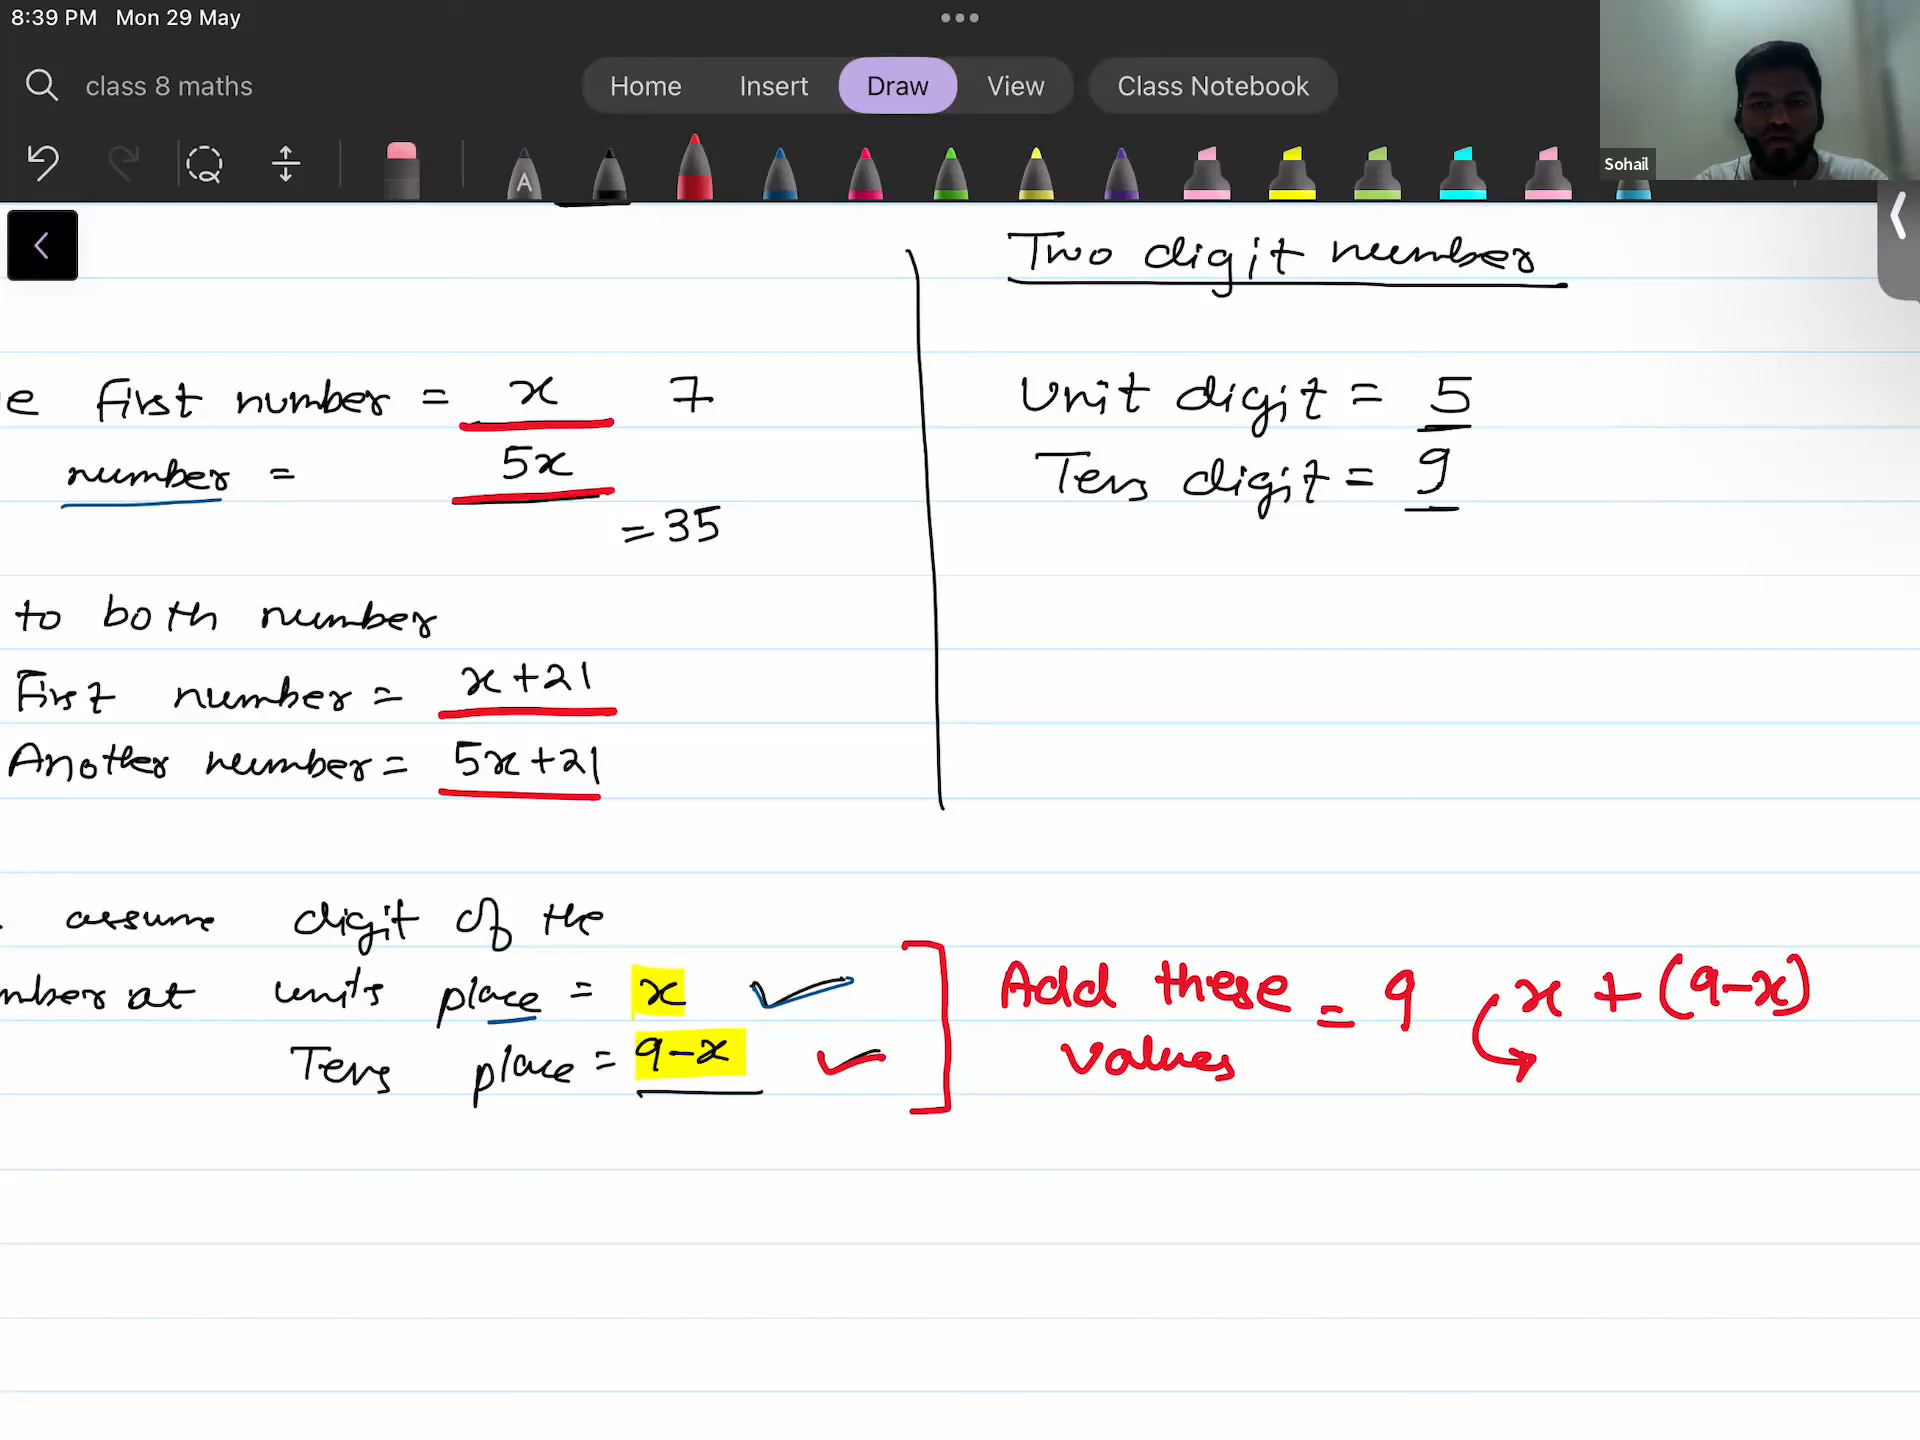 8:39 PM Mon 29 May
class 8 maths
Home Insert Draw View Class Notebook
Sohail
A
e First number = x 7
number = 5x
= 35
to both number
First number = x+21
Another number = 5x+21
Two digit number
Unit digit = 5
Tens digit = 9
assume digit of the
mber at units place = x
Tens place = 9-x
Add these values = 9
x + (9-x)